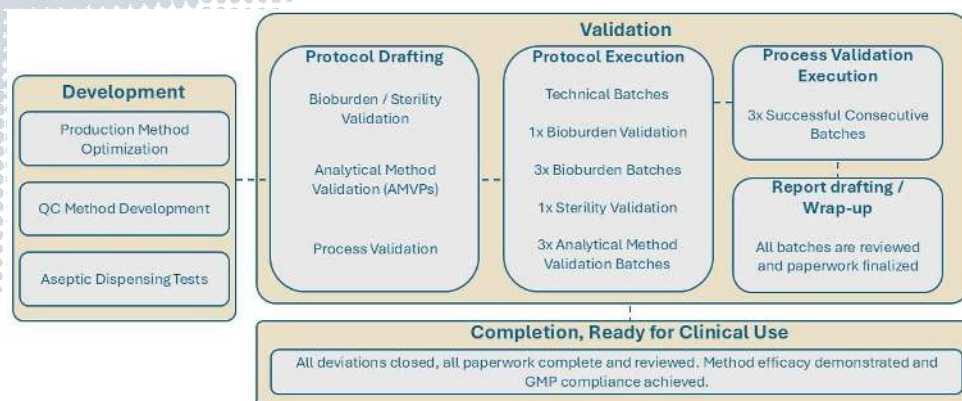 Development
Production Method
Optimization
QC Method Development
Aseptic Dispensing Tests
Validation
Protocol Drafting
Bioburden / Sterility
Validation
Analytical Method
Validation (AMVPs)
Process Validation
Protocol Execution
Technical Batches
1x Bioburden Validation
3x Bioburden Batches
1x Sterility Validation
3x Analytical Method
Validation Batches
Process Validation
Execution
3x Successful Consecutive
Batches
Report drafting /
Wrap-up
All batches are reviewed
and paperwork finalized
Completion, Ready for Clinical Use
All deviations closed, all paperwork complete and reviewed. Method efficacy demonstrated and
GMP compliance achieved.